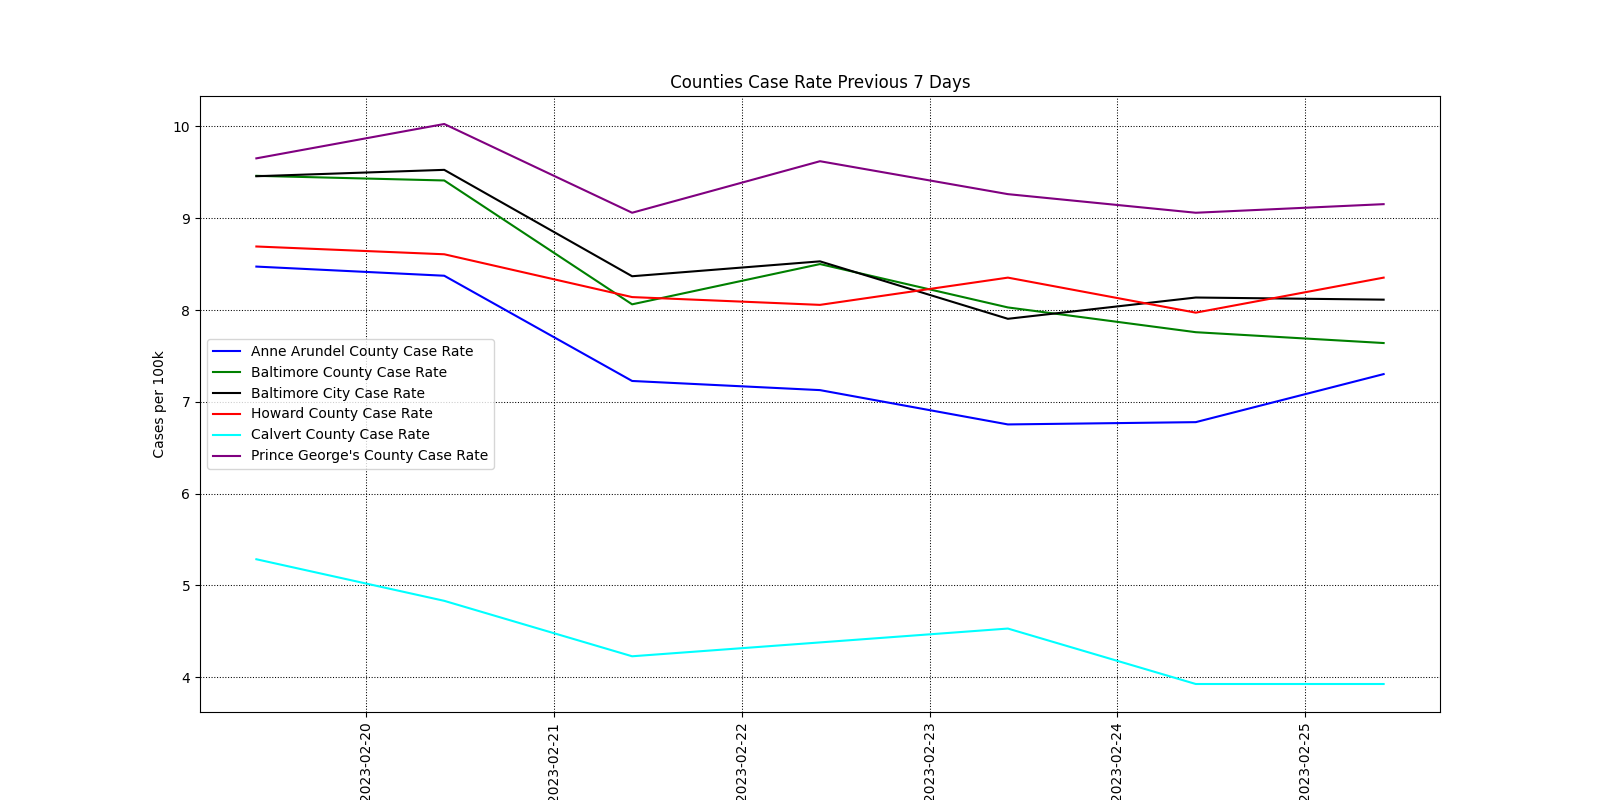 Counties Case Rate Previous 7 Days
10
9
8
7
6
5
4
Cases per 100k
Anne Arundel County Case Rate
Baltimore County Case Rate
Baltimore City Case Rate
Howard County Case Rate
Calvert County Case Rate
Prince George's County Case Rate
2023-02-20
2023-02-21
2023-02-22
2023-02-23
2023-02-24
2023-02-25